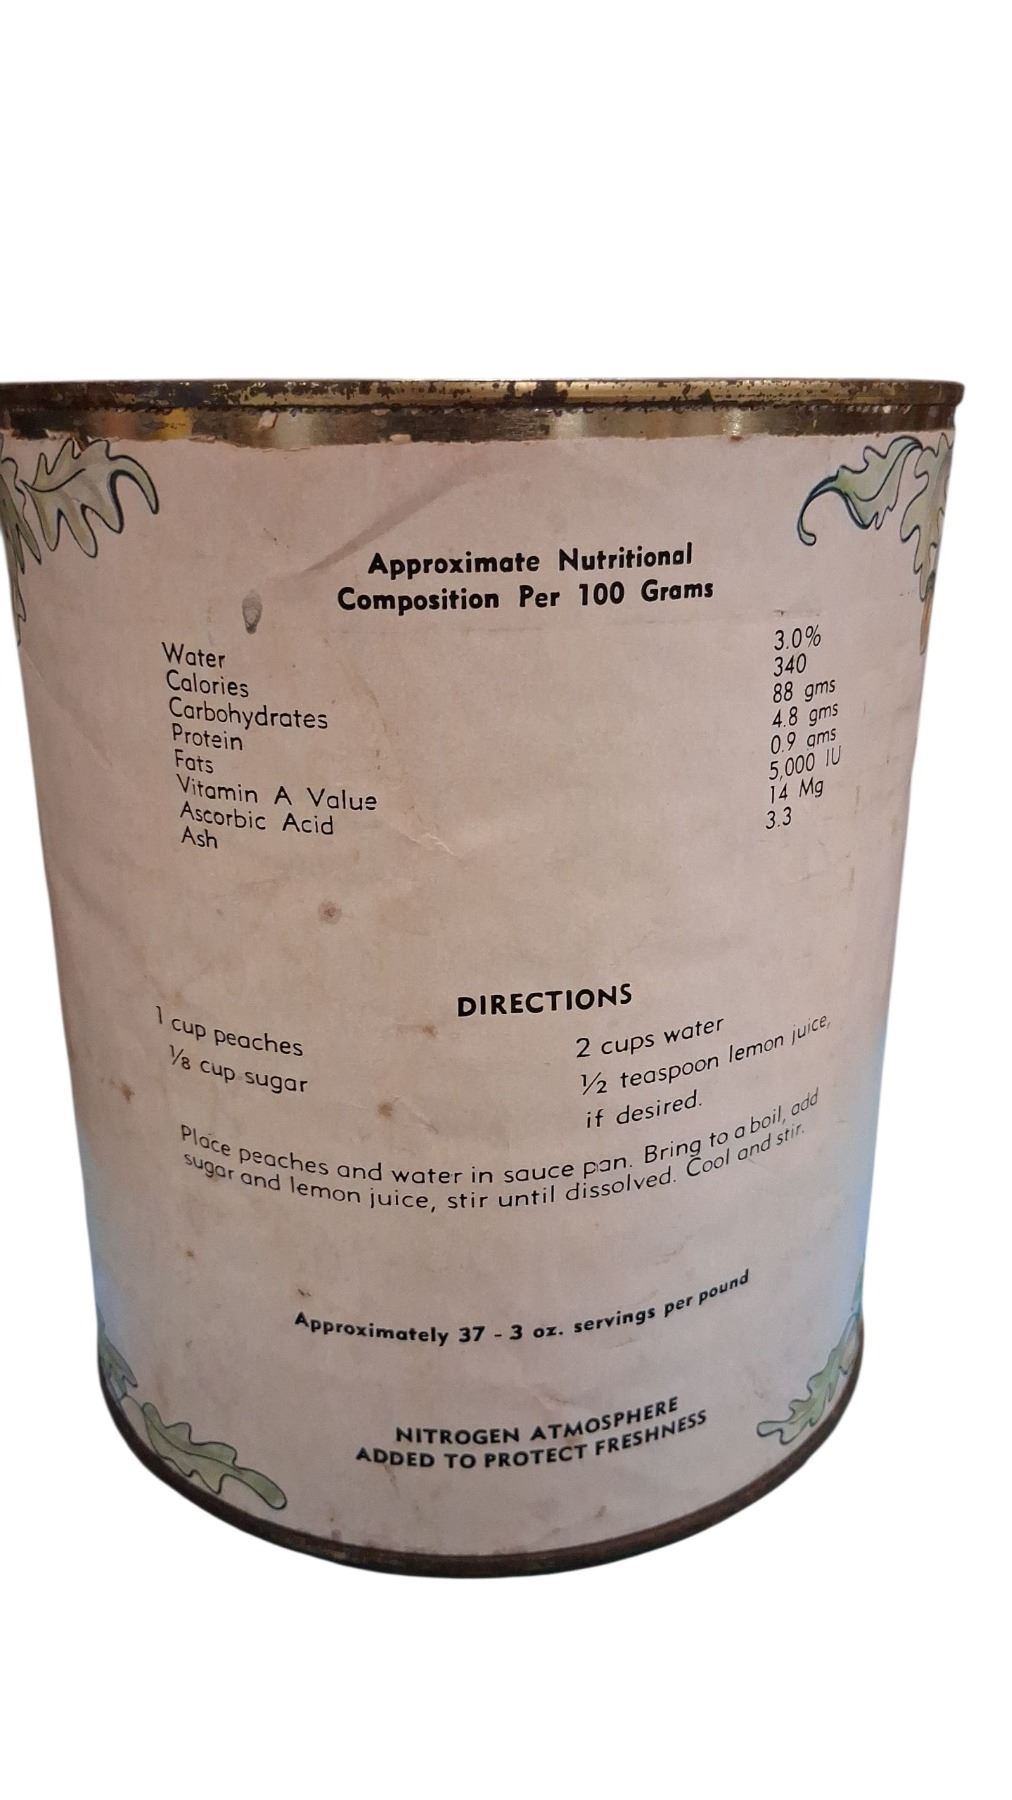 Approximate Nutritional
Composition Per 100 Grams
Water 3.0%
Calories 340
Carbohydrates 88 gms
Protein 4.8 gms
Fats 0.9 gms
Vitamin A Value 5,000 IU
Ascorbic Acid 14 Mg
Ash 3.3
DIRECTIONS
1 cup peaches
1/8 cup sugar
2 cups water
1/2 teaspoon lemon juice,
if desired.
Place peaches and water in sauce pan. Bring to a boil, add
sugar and lemon juice, stir until dissolved. Cool and stir.
Approximately 37 - 3 oz. servings per pound
NITROGEN ATMOSPHERE
ADDED TO PROTECT FRESHNESS